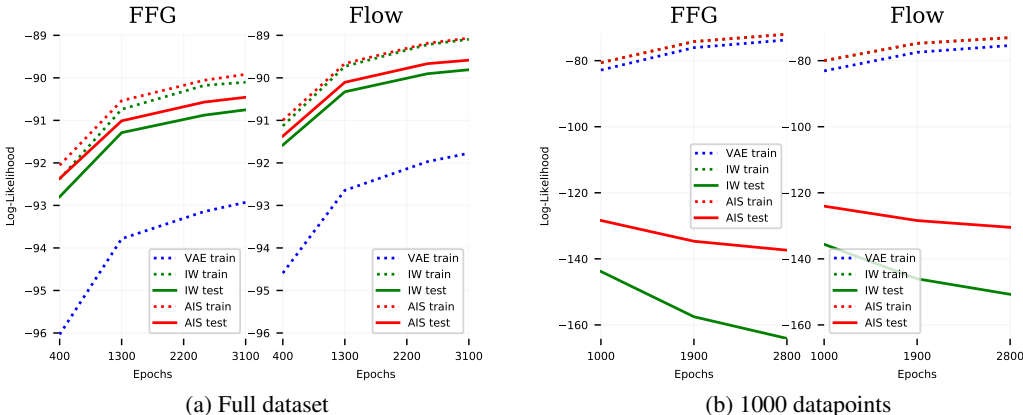 FFG
Flow
FFG
Flow
Log-Likelihood
−89
−90
−91
−92
−93
−94
−95
−96
400
1300
2200
3100
Epochs
VAE train
IW train
IW test
AIS train
AIS test
−89
−90
−91
−92
−93
−94
−95
−96
400
1300
2200
3100
Epochs
VAE train
IW train
IW test
AIS train
AIS test
(a) Full dataset
Log-Likelihood
−80
−100
−120
−140
−160
1000
1900
2800
Epochs
VAE train
IW train
IW test
AIS train
AIS test
−80
−100
−120
−140
−160
1000
1900
2800
Epochs
VAE train
IW train
IW test
AIS train
AIS test
(b) 1000 datapoints